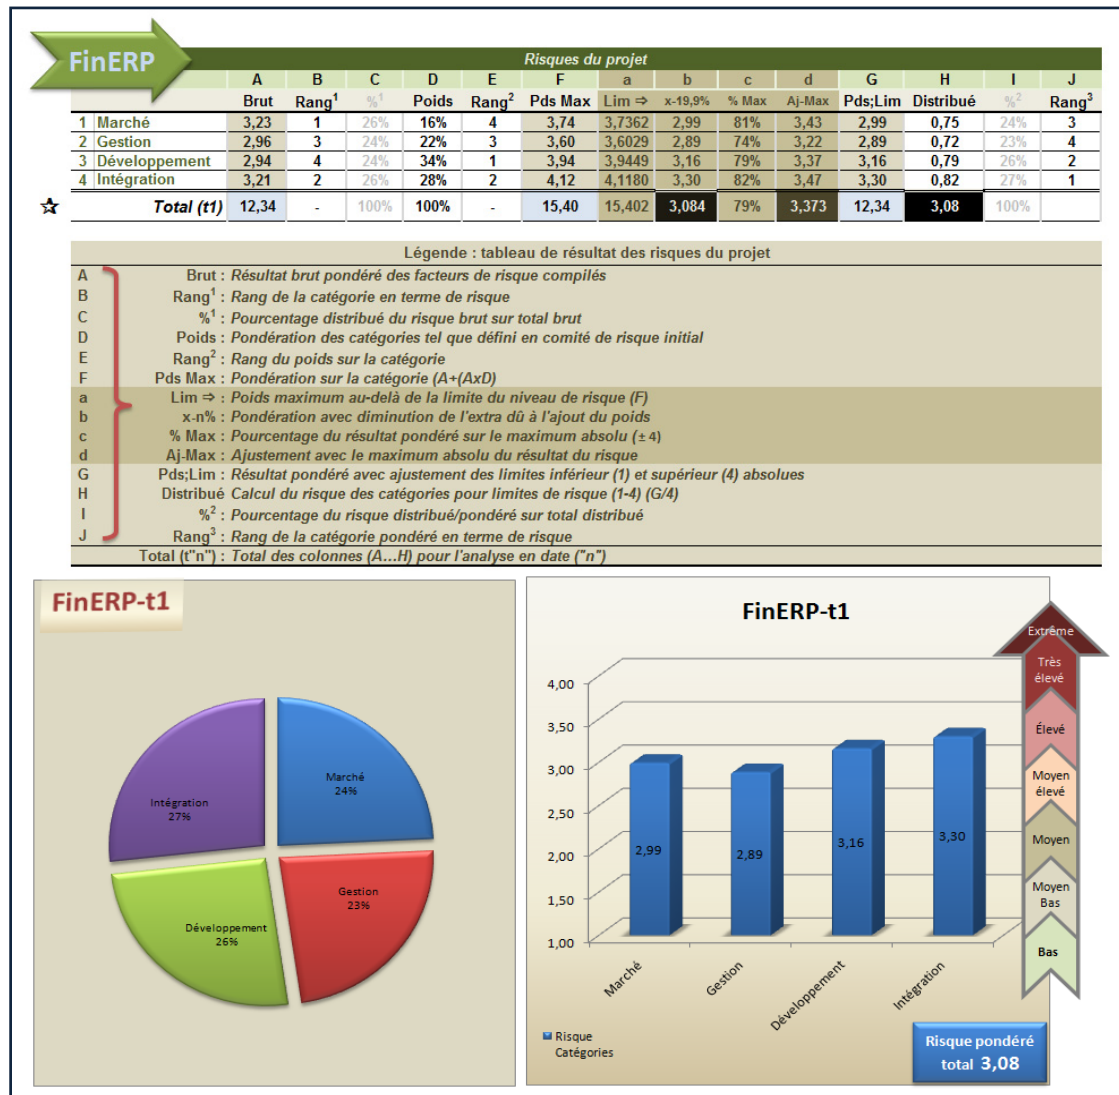 FinERP
Risques du projet
A B C D E F a b c d G H I J
Brut Rang¹ %¹ Poids Rang² Pds Max Lim ⇒ x-19,9% % Max Aj-Max Pds;Lim Distribué %² Rang³
1 Marché 3,23 1 26% 16% 4 3,74 3,7362 2,99 81% 3,43 2,99 0,75 24% 3
2 Gestion 2,96 3 24% 22% 3 3,60 3,6029 2,89 74% 3,22 2,89 0,72 23% 4
3 Développement 2,94 4 24% 34% 1 3,94 3,9449 3,16 79% 3,37 3,16 0,79 26% 2
4 Intégration 3,21 2 26% 28% 2 4,12 4,1180 3,30 82% 3,47 3,30 0,82 27% 1
Total (t1) 12,34 - 100% 100% - 15,40 15,402 3,084 79% 3,373 12,34 3,08 100%
Légende : tableau de résultat des risques du projet
A Brut : Résultat brut pondéré des facteurs de risque compilés
B Rang¹ : Rang de la catégorie en terme de risque
C %¹ : Pourcentage distribué du risque brut sur total brut
D Poids : Pondération des catégories tel que défini en comité de risque initial
E Rang² : Rang du poids sur la catégorie
F Pds Max : Pondération sur la catégorie (A+(AxD)
a Lim ⇒ : Poids maximum au-delà de la limite du niveau de risque (F)
b x-n% : Pondération avec diminution de l'extra dû à l'ajout du poids
c % Max : Pourcentage du résultat pondéré sur le maximum absolu (± 4)
d Aj-Max : Ajustement avec le maximum absolu du résultat du risque
G Pds;Lim : Résultat pondéré avec ajustement des limites inférieur (1) et supérieur (4) absolues
H Distribué Calcul du risque des catégories pour limites de risque (1-4) (G/4)
I %² : Pourcentage du risque distribué/pondéré sur total distribué
J Rang³ : Rang de la catégorie pondéré en terme de risque
Total (t"n") : Total des colonnes (A...H) pour l'analyse en date ("n")
FinERP-t1
Marché
24%
Intégration
27%
Gestion
23%
Développement
26%
FinERP-t1
4,00
3,50
3,00
2,50
2,00
1,50
1,00
2,99
2,89
3,16
3,30
Marché
Gestion
Développement
Intégration
Risque
Catégories
Extrême
Très
élevé
Élevé
Moyen
élevé
Moyen
Moyen
Bas
Bas
Risque pondéré
total 3,08